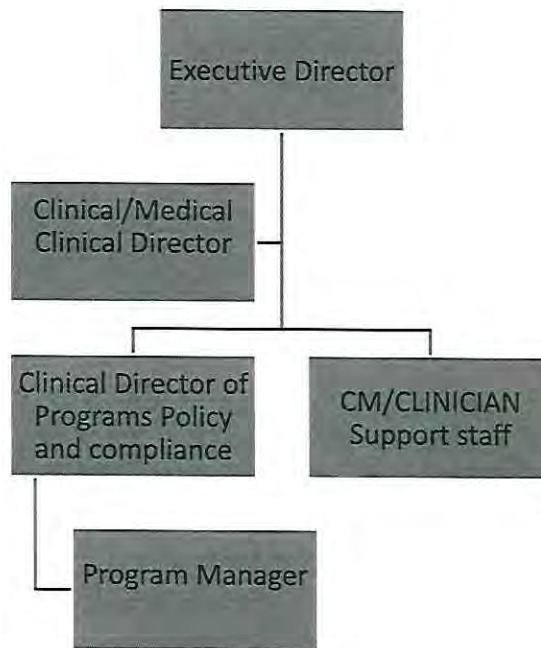 Executive Director
Clinical/Medical
Clinical Director
Clinical Director of
Programs Policy
and compliance
CM/CLINICIAN
Support staff
Program Manager